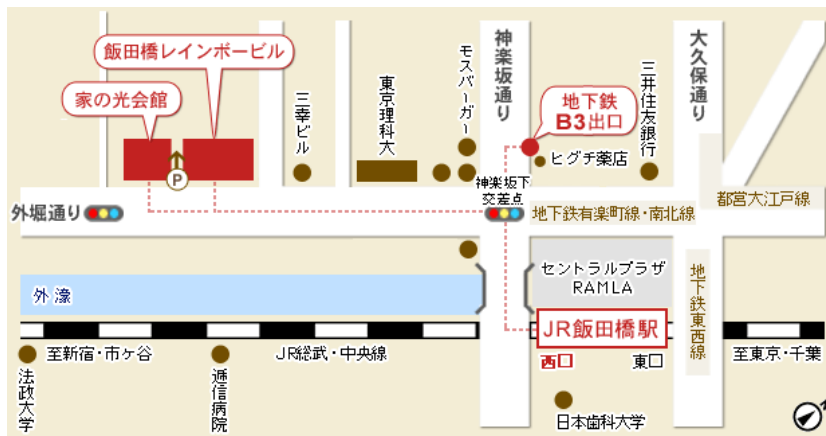 飯田橋レインボービル
家の光会館
P
三幸ビル
東京理科大
モスバーガー
神楽坂通り
地下鉄
B3出口
ヒグチ薬店
三井住友銀行
大久保通り
外堀通り
神楽坂下
交差点
地下鉄有楽町線・南北線
都営大江戸線
外濠
セントラルプラザ
RAMLA
地下鉄東西線
JR飯田橋駅
至新宿・市ヶ谷
JR総武・中央線
西口
東口
至東京・千葉
法政大学
逓信病院
日本歯科大学